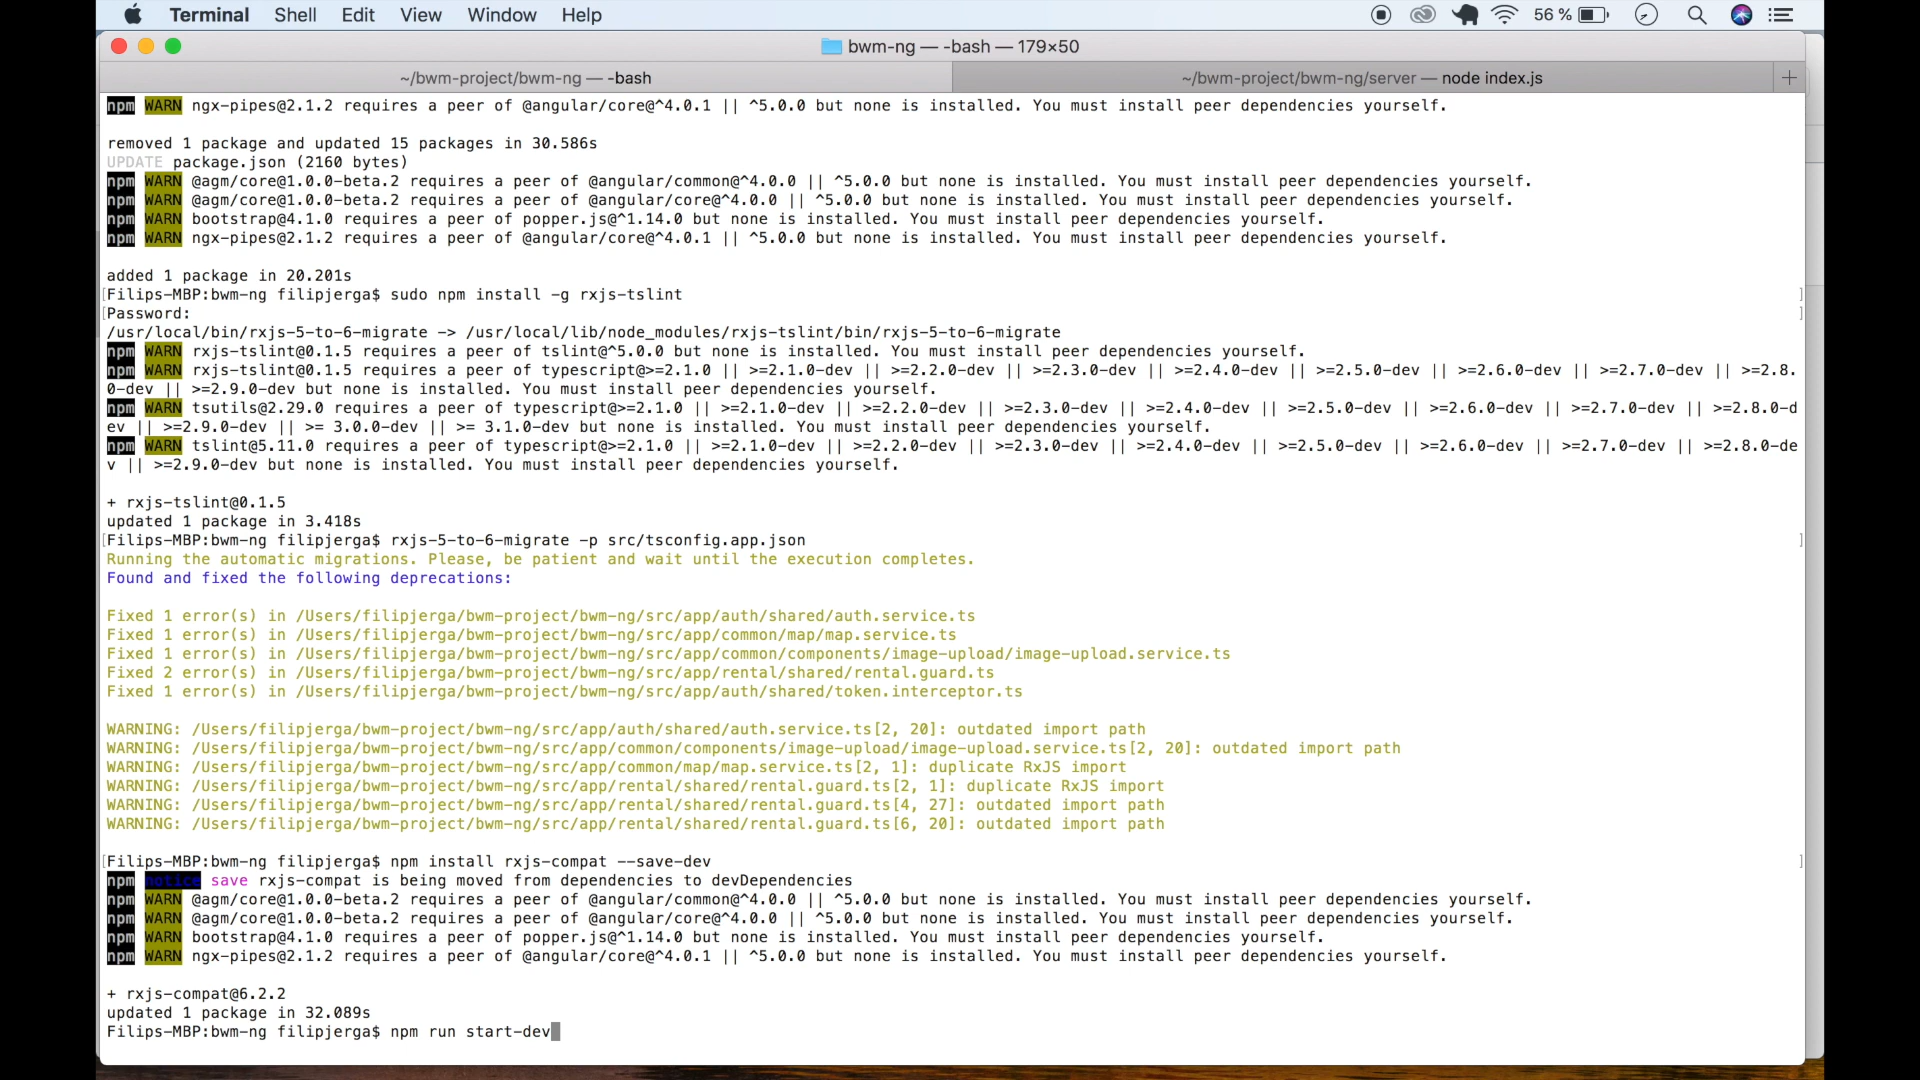 Terminal Shell Edit View Window Help 56 %
bwm-ng — -bash — 179×50
~/bwm-project/bwm-ng — -bash ~/bwm-project/bwm-ng/server — node index.js +
npm WARN ngx-pipes@2.1.2 requires a peer of @angular/core@^4.0.1 || ^5.0.0 but none is installed. You must install peer dependencies yourself.
removed 1 package and updated 15 packages in 30.586s
UPDATE package.json (2160 bytes)
npm WARN @agm/core@1.0.0-beta.2 requires a peer of @angular/common@^4.0.0 || ^5.0.0 but none is installed. You must install peer dependencies yourself.
npm WARN @agm/core@1.0.0-beta.2 requires a peer of @angular/core@^4.0.0 || ^5.0.0 but none is installed. You must install peer dependencies yourself.
npm WARN bootstrap@4.1.0 requires a peer of popper.js@^1.14.0 but none is installed. You must install peer dependencies yourself.
npm WARN ngx-pipes@2.1.2 requires a peer of @angular/core@^4.0.1 || ^5.0.0 but none is installed. You must install peer dependencies yourself.
added 1 package in 20.201s
[Filips-MBP:bwm-ng filipjerga$ sudo npm install -g rxjs-tslint ]
[Password: ]
/usr/local/bin/rxjs-5-to-6-migrate -> /usr/local/lib/node_modules/rxjs-tslint/bin/rxjs-5-to-6-migrate
npm WARN rxjs-tslint@0.1.5 requires a peer of tslint@^5.0.0 but none is installed. You must install peer dependencies yourself.
npm WARN rxjs-tslint@0.1.5 requires a peer of typescript@>=2.1.0 || >=2.1.0-dev || >=2.2.0-dev || >=2.3.0-dev || >=2.4.0-dev || >=2.5.0-dev || >=2.6.0-dev || >=2.7.0-dev || >=2.8.
0-dev || >=2.9.0-dev but none is installed. You must install peer dependencies yourself.
npm WARN tsutils@2.29.0 requires a peer of typescript@>=2.1.0 || >=2.1.0-dev || >=2.2.0-dev || >=2.3.0-dev || >=2.4.0-dev || >=2.5.0-dev || >=2.6.0-dev || >=2.7.0-dev || >=2.8.0-d
ev || >=2.9.0-dev || >= 3.0.0-dev || >= 3.1.0-dev but none is installed. You must install peer dependencies yourself.
npm WARN tslint@5.11.0 requires a peer of typescript@>=2.1.0 || >=2.1.0-dev || >=2.2.0-dev || >=2.3.0-dev || >=2.4.0-dev || >=2.5.0-dev || >=2.6.0-dev || >=2.7.0-dev || >=2.8.0-de
v || >=2.9.0-dev but none is installed. You must install peer dependencies yourself.
+ rxjs-tslint@0.1.5
updated 1 package in 3.418s
[Filips-MBP:bwm-ng filipjerga$ rxjs-5-to-6-migrate -p src/tsconfig.app.json ]
Running the automatic migrations. Please, be patient and wait until the execution completes.
Found and fixed the following deprecations:
Fixed 1 error(s) in /Users/filipjerga/bwm-project/bwm-ng/src/app/auth/shared/auth.service.ts
Fixed 1 error(s) in /Users/filipjerga/bwm-project/bwm-ng/src/app/common/map/map.service.ts
Fixed 1 error(s) in /Users/filipjerga/bwm-project/bwm-ng/src/app/common/components/image-upload/image-upload.service.ts
Fixed 2 error(s) in /Users/filipjerga/bwm-project/bwm-ng/src/app/rental/shared/rental.guard.ts
Fixed 1 error(s) in /Users/filipjerga/bwm-project/bwm-ng/src/app/auth/shared/token.interceptor.ts
WARNING: /Users/filipjerga/bwm-project/bwm-ng/src/app/auth/shared/auth.service.ts[2, 20]: outdated import path
WARNING: /Users/filipjerga/bwm-project/bwm-ng/src/app/common/components/image-upload/image-upload.service.ts[2, 20]: outdated import path
WARNING: /Users/filipjerga/bwm-project/bwm-ng/src/app/common/map/map.service.ts[2, 1]: duplicate RxJS import
WARNING: /Users/filipjerga/bwm-project/bwm-ng/src/app/rental/shared/rental.guard.ts[2, 1]: duplicate RxJS import
WARNING: /Users/filipjerga/bwm-project/bwm-ng/src/app/rental/shared/rental.guard.ts[4, 27]: outdated import path
WARNING: /Users/filipjerga/bwm-project/bwm-ng/src/app/rental/shared/rental.guard.ts[6, 20]: outdated import path
[Filips-MBP:bwm-ng filipjerga$ npm install rxjs-compat --save-dev ]
npm notice save rxjs-compat is being moved from dependencies to devDependencies
npm WARN @agm/core@1.0.0-beta.2 requires a peer of @angular/common@^4.0.0 || ^5.0.0 but none is installed. You must install peer dependencies yourself.
npm WARN @agm/core@1.0.0-beta.2 requires a peer of @angular/core@^4.0.0 || ^5.0.0 but none is installed. You must install peer dependencies yourself.
npm WARN bootstrap@4.1.0 requires a peer of popper.js@^1.14.0 but none is installed. You must install peer dependencies yourself.
npm WARN ngx-pipes@2.1.2 requires a peer of @angular/core@^4.0.1 || ^5.0.0 but none is installed. You must install peer dependencies yourself.
+ rxjs-compat@6.2.2
updated 1 package in 32.089s
Filips-MBP:bwm-ng filipjerga$ npm run start-dev